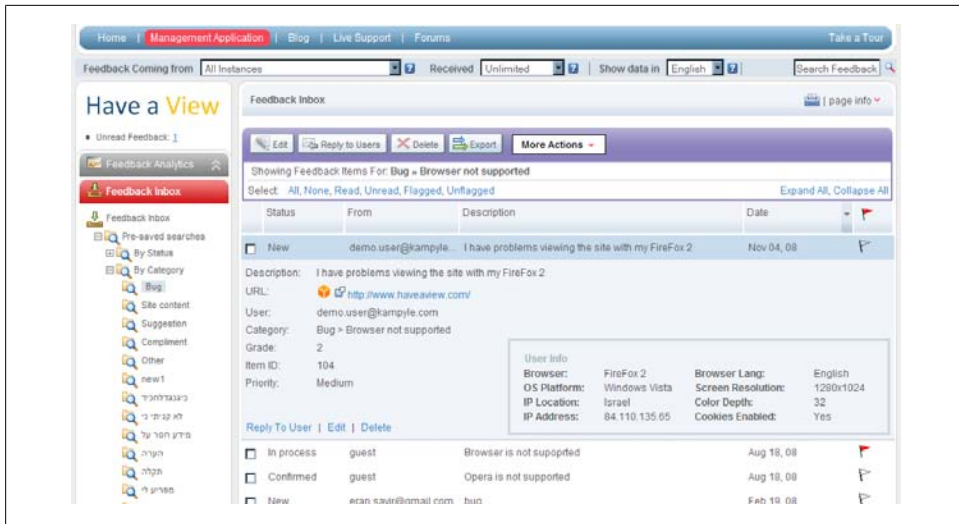 Home | Management Application | Blog | Live Support | Forums Take a Tour
Feedback Coming from All Instances Received Unlimited Show data in English Search Feedback
Have a View
Unread Feedback: 1
Feedback Analytics
Feedback Inbox
Feedback Inbox
Pre-saved searches
By Status
By Category
Bug
Site content
Suggestion
Compliment
Other
new1
לא קניתי כי
מידע חסר על
הערה
תקלה
מפריע לי
Feedback Inbox | page info
Edit Reply to Users Delete Export More Actions
Showing Feedback Items For: Bug » Browser not supported
Select: All, None, Read, Unread, Flagged, Unflagged Expand All, Collapse All
Status From Description Date
New demo.user@kampyle... I have problems viewing the site with my FireFox 2 Nov 04, 08
Description: I have problems viewing the site with my FireFox 2
URL: http://www.haveaview.com/
User: demo.user@kampyle.com
Category: Bug > Browser not supported
Grade: 2
Item ID: 104
Priority: Medium
User Info
Browser: FireFox 2 Browser Lang: English
OS Platform: Windows Vista Screen Resolution: 1280x1024
IP Location: Israel Color Depth: 32
IP Address: 84.110.135.65 Cookies Enabled: Yes
Reply To User | Edit | Delete
In process guest Browser is not supoprted Aug 18, 08
Confirmed guest Opera is not supported Aug 18, 08
New eran.savir@gmail.com bug Feb 19, 08